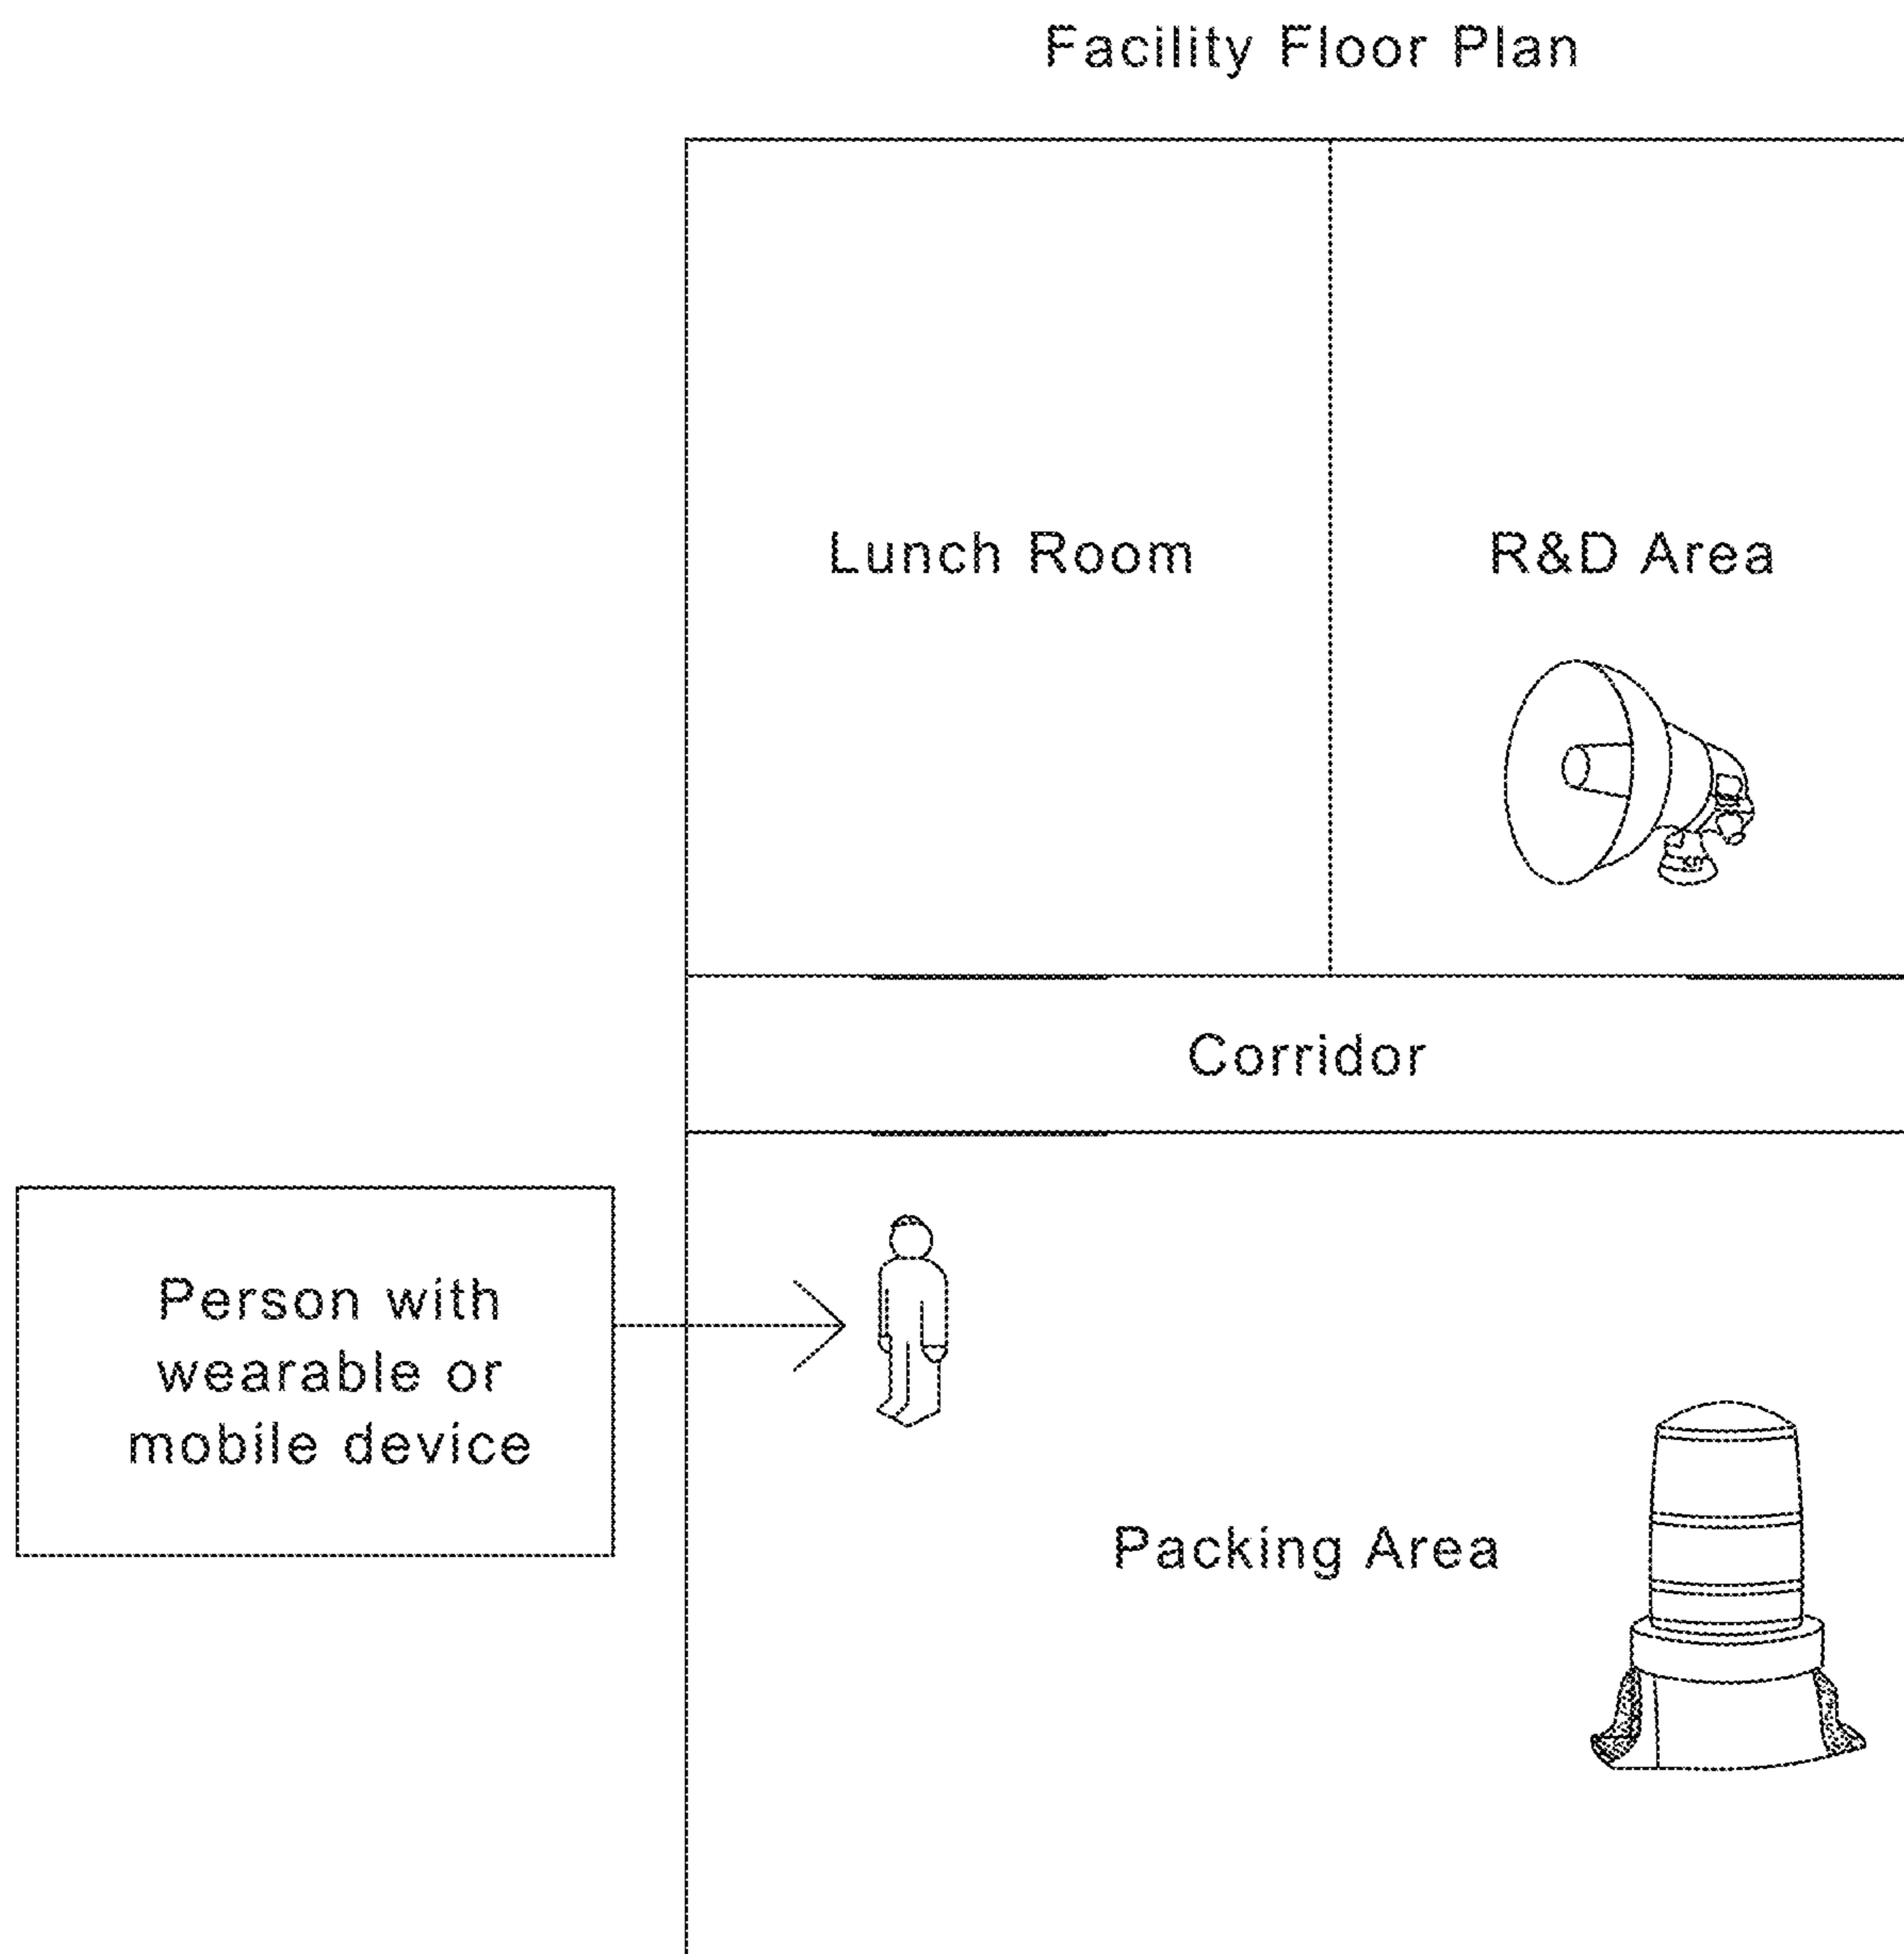 Facility Floor Plan
Lunch Room
R&D Area
Corridor
Person with
wearable or
mobile device
Packing Area